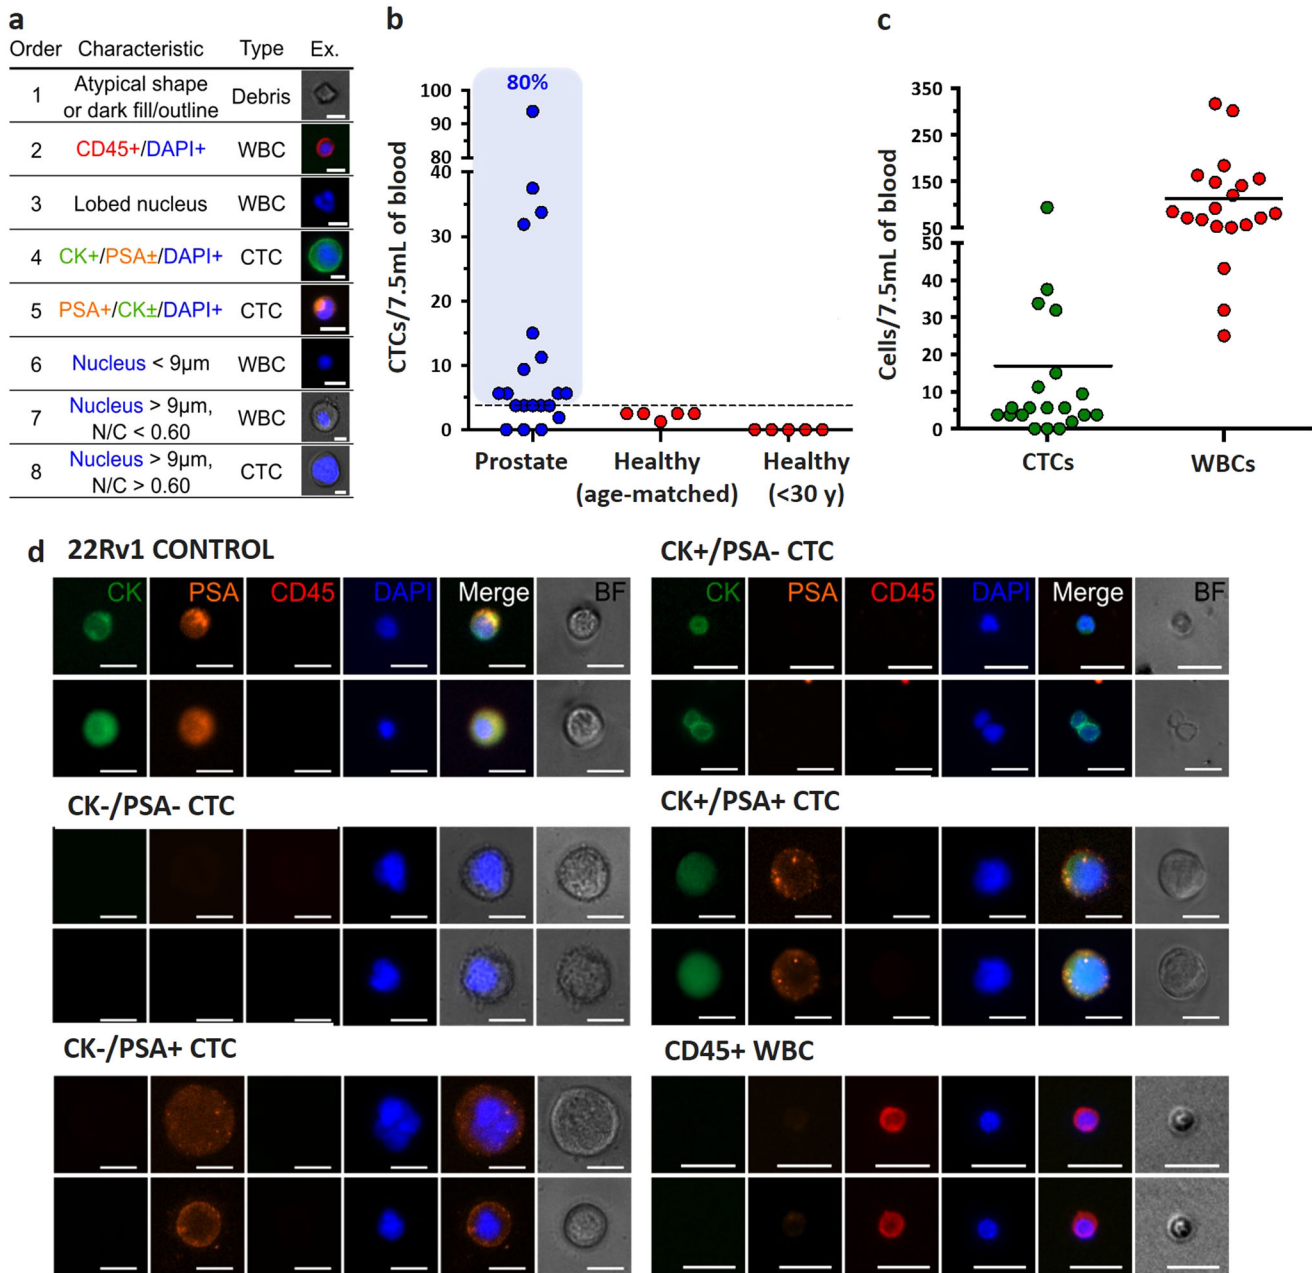 a
Order Characteristic Type Ex.
1 Atypical shape or dark fill/outline Debris
2 CD45+/DAPI+ WBC
3 Lobed nucleus WBC
4 CK+/PSA±/DAPI+ CTC
5 PSA+/CK±/DAPI+ CTC
6 Nucleus < 9µm WBC
7 Nucleus > 9µm, N/C < 0.60 WBC
8 Nucleus > 9µm, N/C > 0.60 CTC
b
80%
CTCs/7.5mL of blood
100
90
80
40
30
20
10
0
Prostate
Healthy
(age-matched)
Healthy
(<30 y)
c
Cells/7.5mL of blood
350
250
150
50
50
40
30
20
10
0
CTCs
WBCs
d
22Rv1 CONTROL
CK PSA CD45 DAPI Merge BF
CK+/PSA- CTC
CK PSA CD45 DAPI Merge BF
CK-/PSA- CTC
CK+/PSA+ CTC
CK-/PSA+ CTC
CD45+ WBC